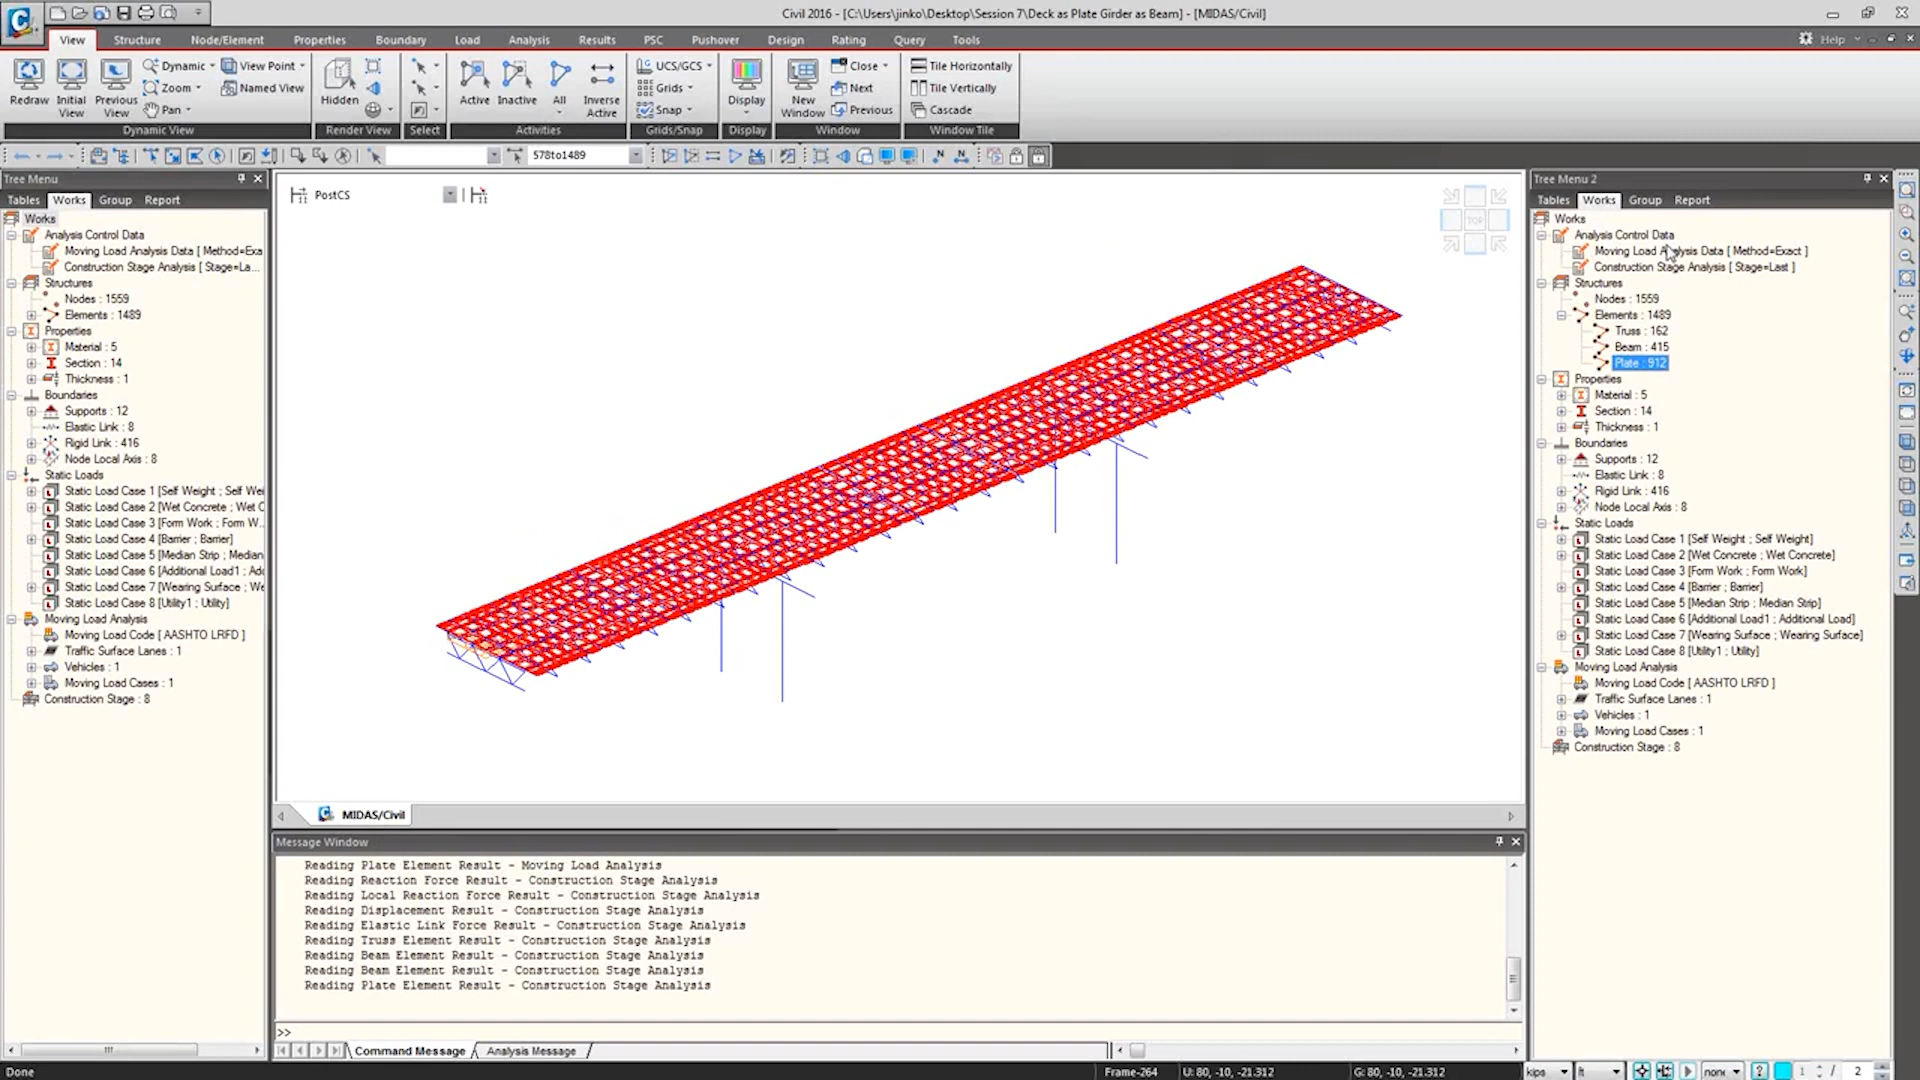 Civil 2016 - [C:\Users\jinko\Desktop\Session 7\Deck as Plate Girder as Beam] - [MIDAS/Civil]
View Structure Node/Element Properties Boundary Load Analysis Results PSC Pushover Design Rating Query Tools Help
Redraw Initial View Previous View Dynamic Zoom Pan View Point Named View
Hidden Active Inactive All Inverse Active
UCS/GCS Grids Snap Display New Window Close Next Previous
Tile Horizontally Tile Vertically Cascade
Dynamic View Render View Select Activities Grids/Snap Display Window Window Tile
578to1489
Tree Menu
Tables Works Group Report
Works
Analysis Control Data
Moving Load Analysis Data [ Method=Exa
Construction Stage Analysis [ Stage=La...
Structures
Nodes : 1559
Elements : 1489
Properties
Material : 5
Section : 14
Thickness : 1
Boundaries
Supports : 12
Elastic Link : 8
Rigid Link : 416
Node Local Axis : 8
Static Loads
Static Load Case 1 [Self Weight ; Self Wei
Static Load Case 2 [Wet Concrete ; Wet C
Static Load Case 3 [Form Work ; Form W...
Static Load Case 4 [Barrier ; Barrier]
Static Load Case 5 [Median Strip ; Median
Static Load Case 6 [Additional Load1 ; Adc
Static Load Case 7 [Wearing Surface ; We
Static Load Case 8 [Utility1 ; Utility]
Moving Load Analysis
Moving Load Code [ AASHTO LRFD ]
Traffic Surface Lanes : 1
Vehicles : 1
Moving Load Cases : 1
Construction Stage : 8
PostCS
TOP
MIDAS/Civil
Message Window
Reading Plate Element Result - Moving Load Analysis
Reading Reaction Force Result - Construction Stage Analysis
Reading Local Reaction Force Result - Construction Stage Analysis
Reading Displacement Result - Construction Stage Analysis
Reading Elastic Link Force Result - Construction Stage Analysis
Reading Truss Element Result - Construction Stage Analysis
Reading Beam Element Result - Construction Stage Analysis
Reading Beam Element Result - Construction Stage Analysis
Reading Plate Element Result - Construction Stage Analysis
>>
Command Message Analysis Message
Tree Menu 2
Tables Works Group Report
Works
Analysis Control Data
Moving Load Analysis Data [ Method=Exact ]
Construction Stage Analysis [ Stage=Last ]
Structures
Nodes : 1559
Elements : 1489
Truss : 162
Beam : 415
Plate : 912
Properties
Material : 5
Section : 14
Thickness : 1
Boundaries
Supports : 12
Elastic Link : 8
Rigid Link : 416
Node Local Axis : 8
Static Loads
Static Load Case 1 [Self Weight ; Self Weight]
Static Load Case 2 [Wet Concrete ; Wet Concrete]
Static Load Case 3 [Form Work ; Form Work]
Static Load Case 4 [Barrier ; Barrier]
Static Load Case 5 [Median Strip ; Median Strip]
Static Load Case 6 [Additional Load1 ; Additional Load]
Static Load Case 7 [Wearing Surface ; Wearing Surface]
Static Load Case 8 [Utility1 ; Utility]
Moving Load Analysis
Moving Load Code [ AASHTO LRFD ]
Traffic Surface Lanes : 1
Vehicles : 1
Moving Load Cases : 1
Construction Stage : 8
Done Frame-264 U: 80, -10, -21.312 G: 80, -10, -21.312 kips ft none ? 1 / 2